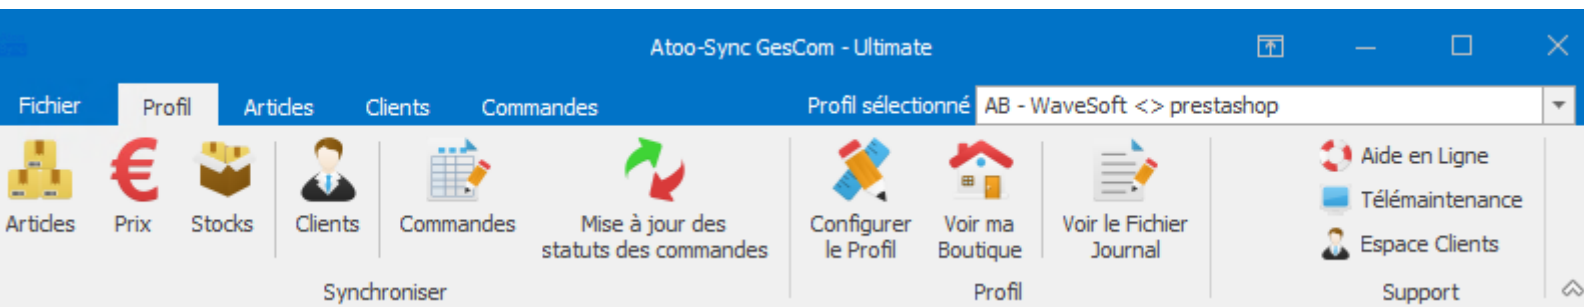 Atoo-Sync GesCom - Ultimate
Fichier Profil Articles Clients Commandes Profil sélectionné AB - WaveSoft <> prestashop
Articles
Prix
Stocks
Clients
Commandes
Mise à jour des
statuts des commandes
Synchroniser
Configurer
le Profil
Voir ma
Boutique
Voir le Fichier
Journal
Profil
Aide en Ligne
Télémaintenance
Espace Clients
Support